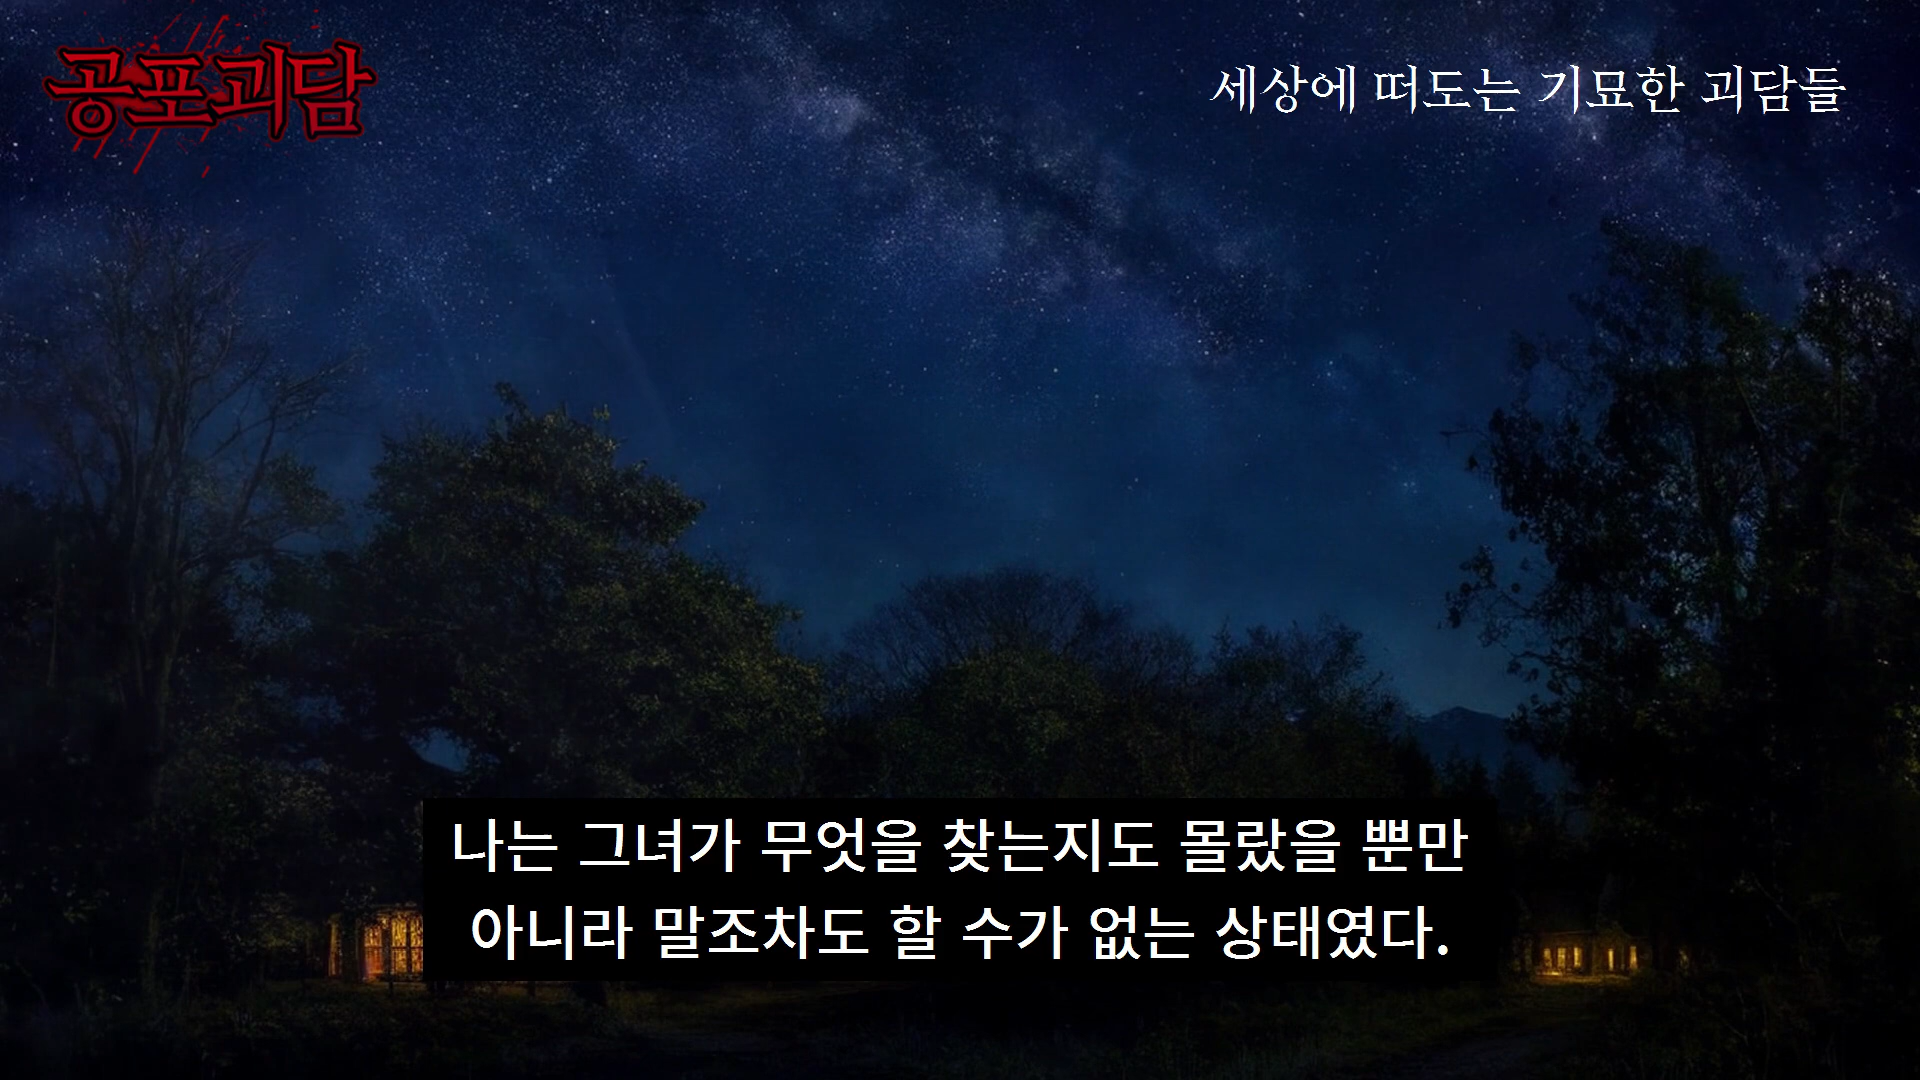 공포괴담
세상에 떠도는 기묘한 괴담들
나는 그녀가 무엇을 찾는지도 몰랐을 뿐만
아니라 말조차도 할 수가 없는 상태였다.